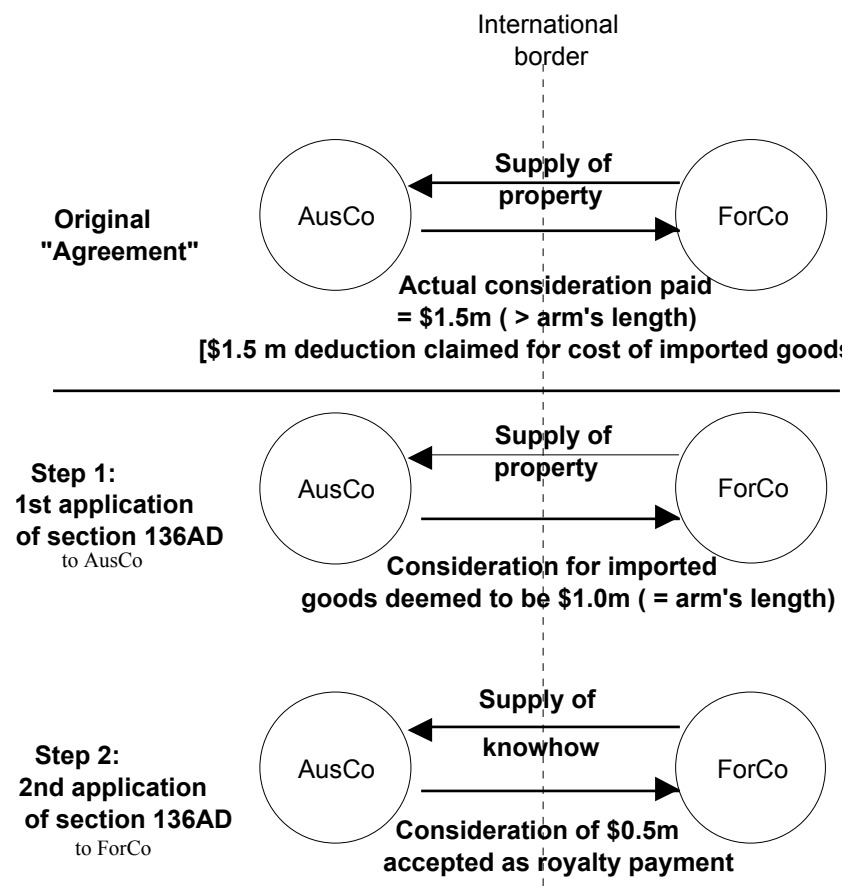 International
border
Supply of
property
Original
"Agreement"
AusCo
ForCo
Actual consideration paid
= $1.5m ( > arm's length)
[$1.5 m deduction claimed for cost of imported goods
Supply of
property
Step 1:
1st application
of section 136AD
to AusCo
AusCo
ForCo
Consideration for imported
goods deemed to be $1.0m ( = arm's length)
Supply of
knowhow
Step 2:
2nd application
of section 136AD
to ForCo
AusCo
ForCo
Consideration of $0.5m
accepted as royalty payment